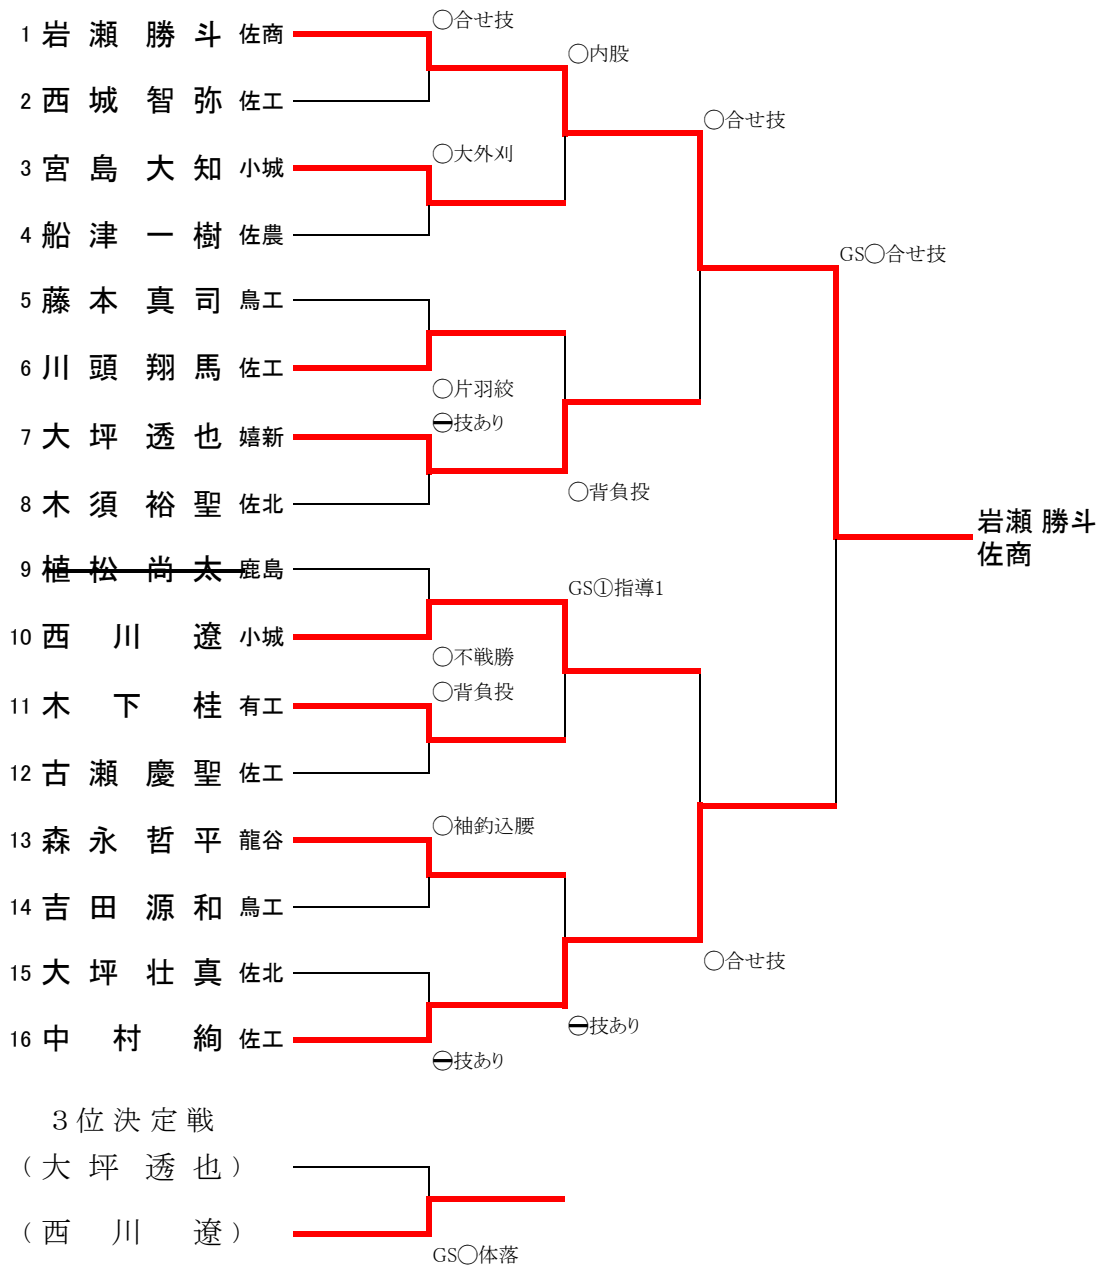 1 岩瀬 勝斗 佐商
○合せ技
○内股
2 西城 智弥 佐工
○合せ技
3 宮島 大知 小城
○大外刈
4 船津 一樹 佐農
GS○合せ技
5 藤本 真司 鳥工
6 川頭 翔馬 佐工
○片羽絞
7 大坪 透也 嬉新
㊀技あり
○背負投
8 木須 裕聖 佐北
岩瀬 勝斗
佐商
9 植松 尚太 鹿島
GS①指導1
10 西川 遼 小城
○不戦勝
11 木下 桂 有工
○背負投
12 古瀬 慶聖 佐工
13 森永 哲平 龍谷
○袖釣込腰
14 吉田 源和 鳥工
○合せ技
15 大坪 壮真 佐北
㊀技あり
16 中村 絢 佐工
㊀技あり
3位決定戦
(大坪 透也)
(西川 遼)
GS○体落